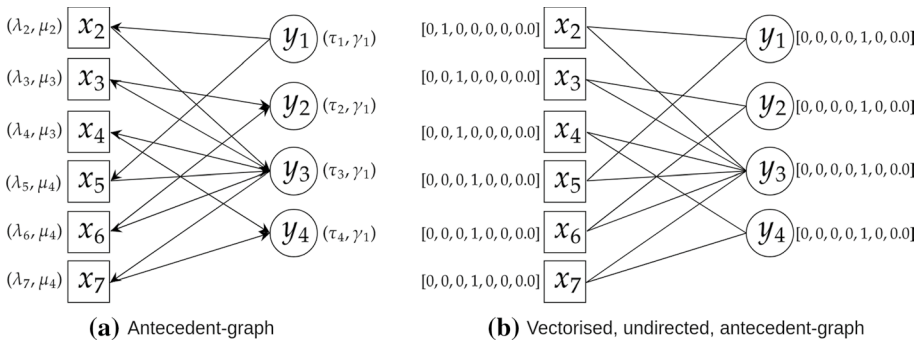 (λ₂, μ₂) x₂ y₁ (τ₁, γ₁)
(λ₃, μ₃) x₃ y₂ (τ₂, γ₁)
(λ₄, μ₃) x₄
(λ₅, μ₄) x₅ y₃ (τ₃, γ₁)
(λ₆, μ₄) x₆ y₄ (τ₄, γ₁)
(λ₇, μ₄) x₇
(a) Antecedent-graph
[0, 1, 0, 0, 0, 0, 0.0] x₂ y₁ [0, 0, 0, 0, 1, 0, 0.0]
[0, 0, 1, 0, 0, 0, 0.0] x₃ y₂ [0, 0, 0, 0, 1, 0, 0.0]
[0, 0, 1, 0, 0, 0, 0.0] x₄
[0, 0, 0, 1, 0, 0, 0.0] x₅ y₃ [0, 0, 0, 0, 1, 0, 0.0]
[0, 0, 0, 1, 0, 0, 0.0] x₆ y₄ [0, 0, 0, 0, 1, 0, 0.0]
[0, 0, 0, 1, 0, 0, 0.0] x₇
(b) Vectorised, undirected, antecedent-graph